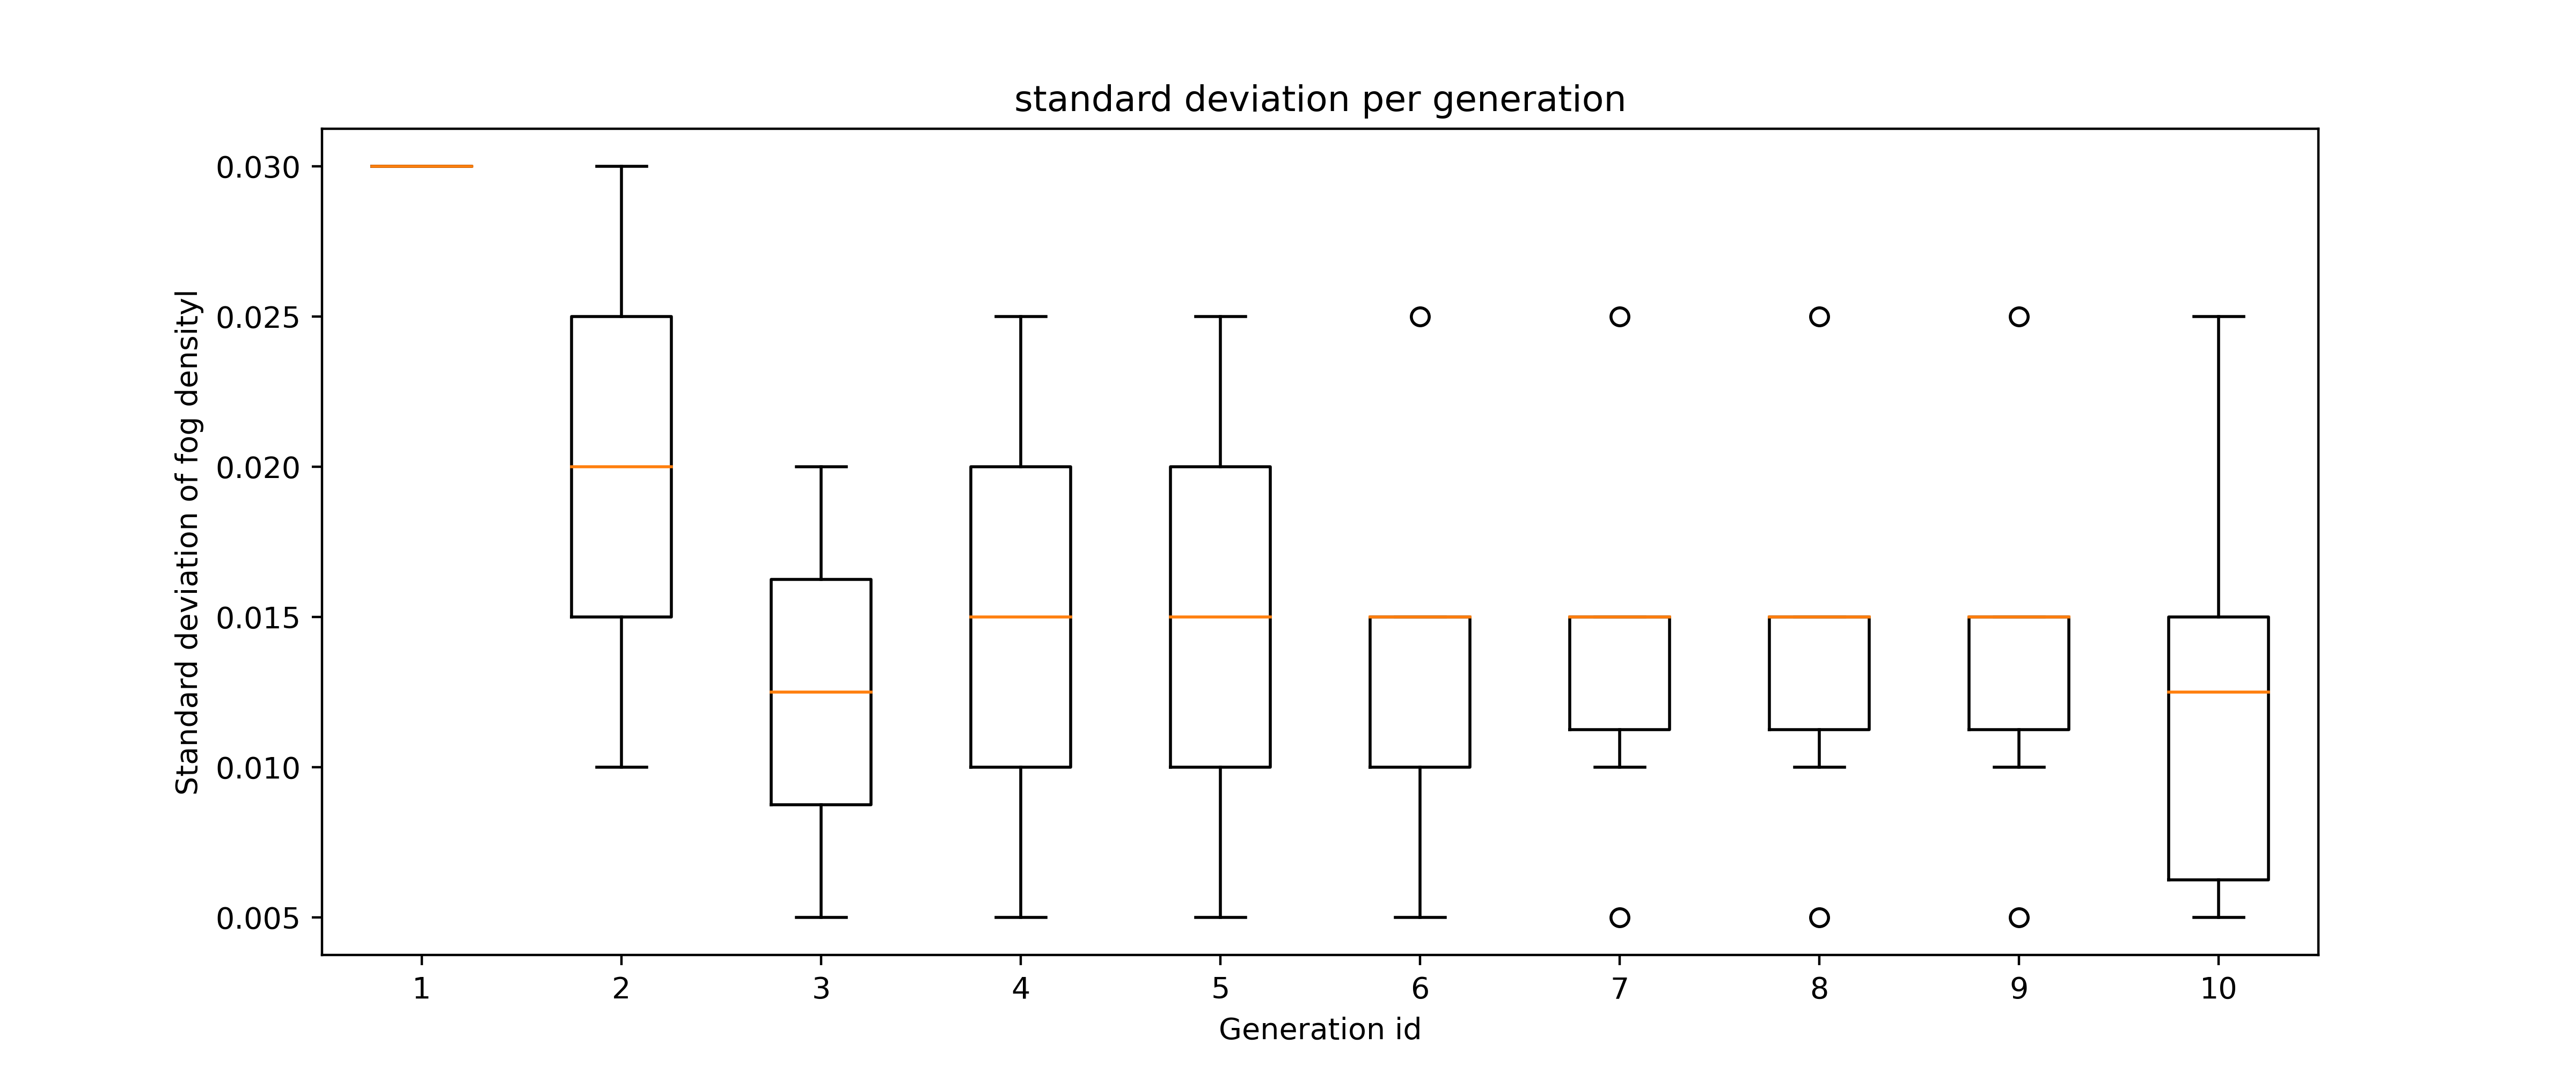 standard deviation per generation
Standard deviation of fog densityl
0.030
0.025
0.020
0.015
0.010
0.005
1 2 3 4 5 6 7 8 9 10
Generation id